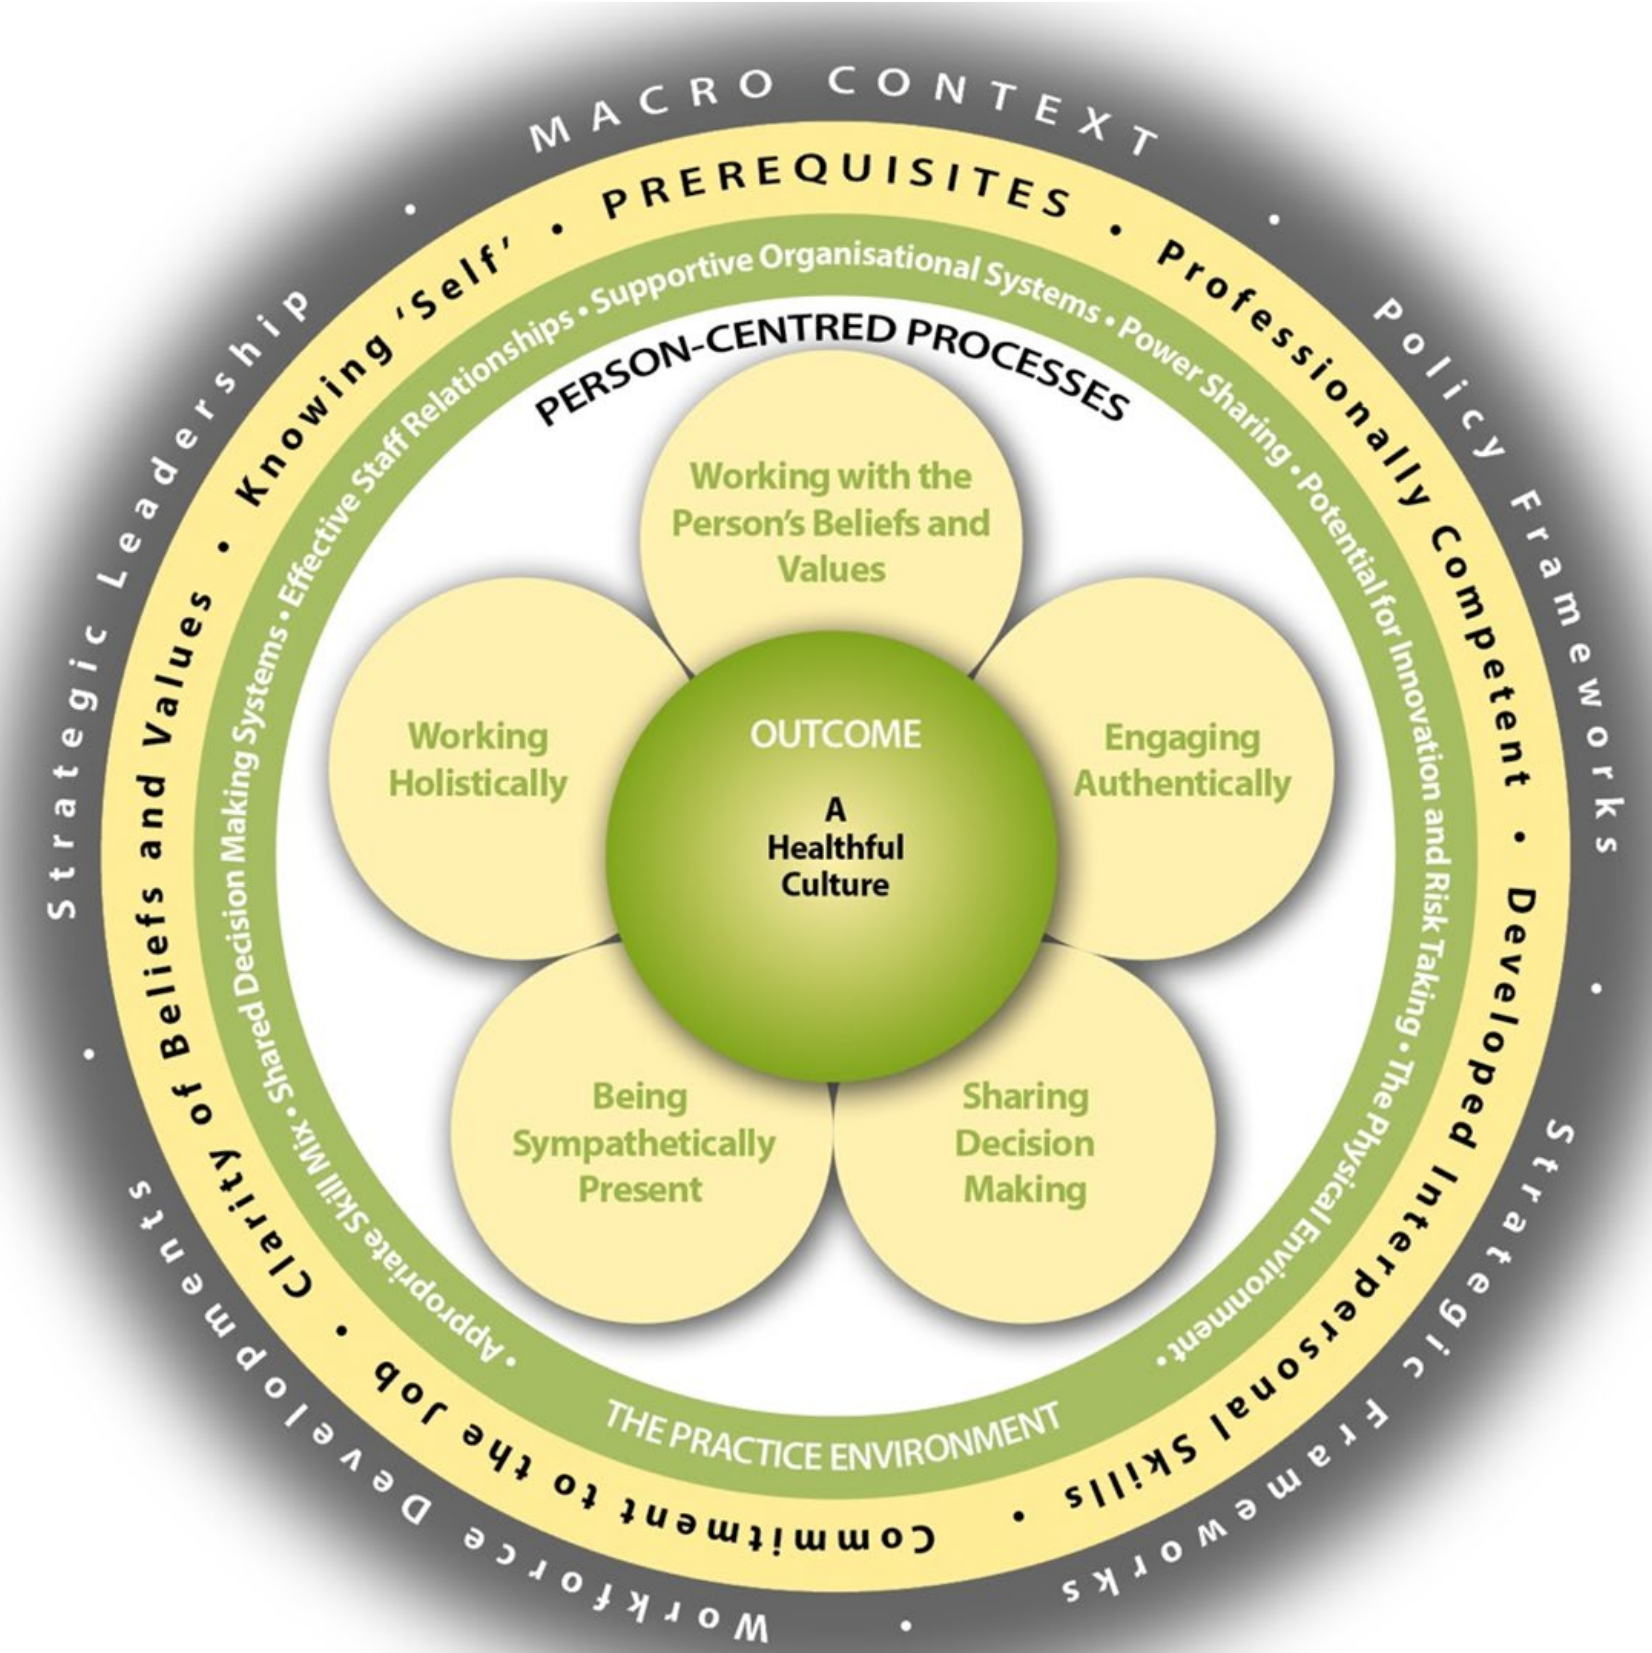 MACRO CONTEXT
• Policy Frameworks
• Strategic Frameworks
• Workforce Developments
• Strategic Leadership •
PREREQUISITES
• Professionally Competent
• Developed Interpersonal Skills
• Commitment to the Job
• Clarity of Beliefs and Values
• Knowing ‘Self’ •
• Appropriate Skill Mix • Shared Decision Making Systems • Effective Staff Relationships • Supportive Organisational Systems • Power Sharing • Potential for Innovation and Risk Taking • The Physical Environment •
THE PRACTICE ENVIRONMENT
PERSON-CENTRED PROCESSES
Working with the
Person’s Beliefs and
Values
Engaging
Authentically
Sharing
Decision
Making
Being
Sympathetically
Present
Working
Holistically
OUTCOME
A
Healthful
Culture